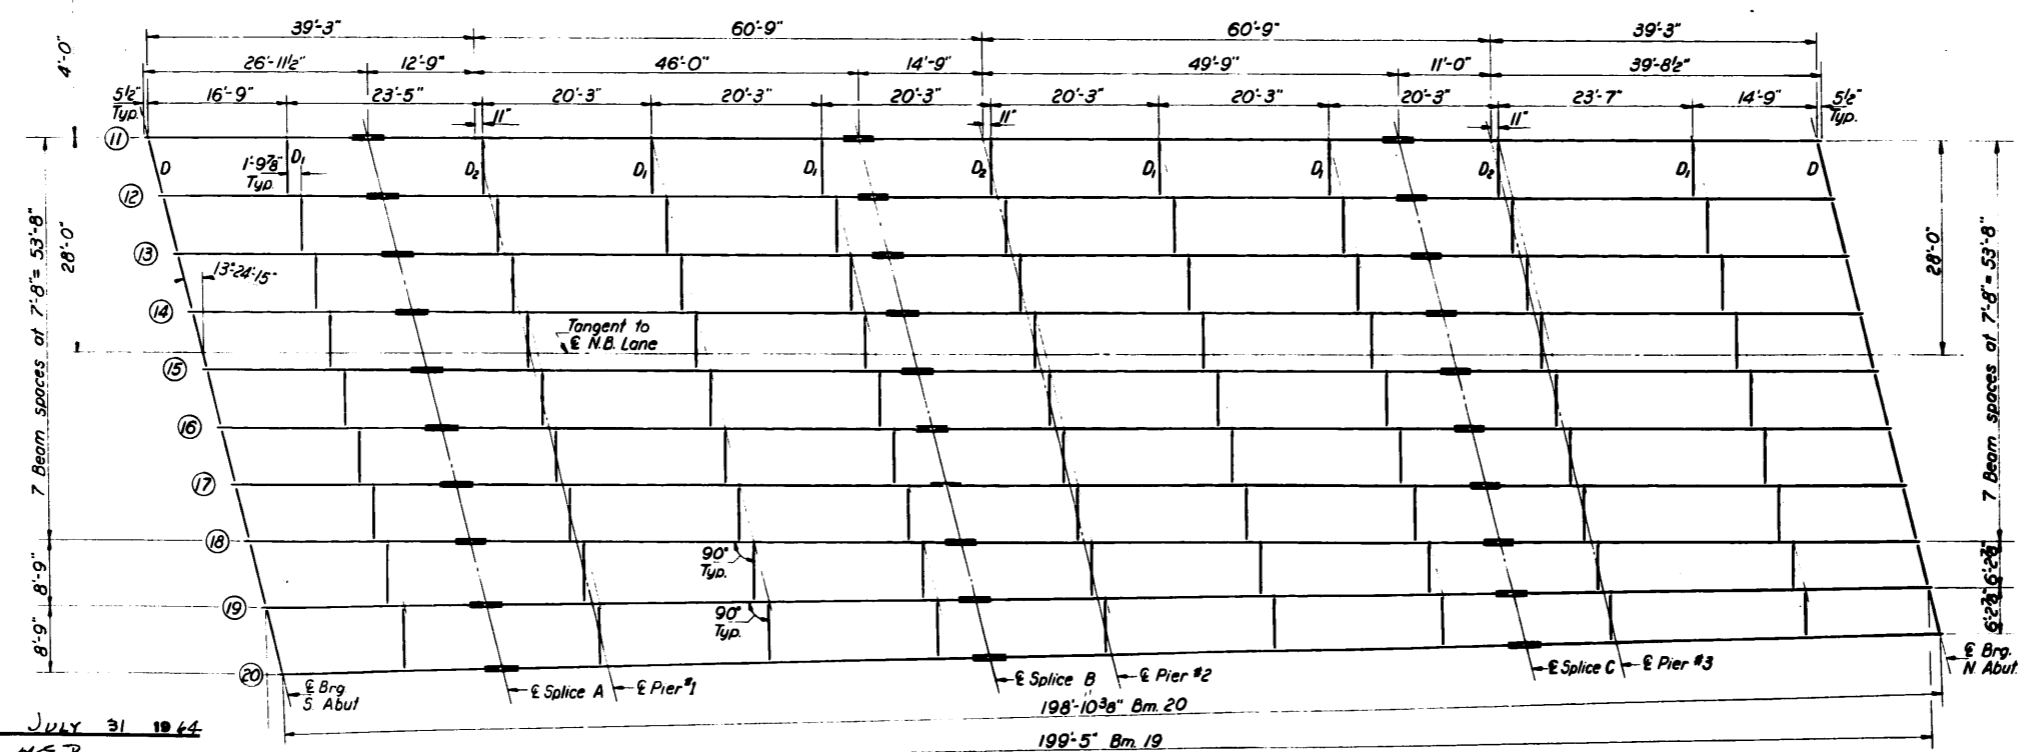 39'-3" 60'-9" 60'-9" 39'-3"
4'-0"
26'-11½" 12'-9" 46'-0" 14'-9" 49'-9" 11'-0" 39'-8½"
5½" Typ. 16'-9" 23'-5" 20'-3" 20'-3" 20'-3" 20'-3" 20'-3" 20'-3" 23'-7" 14'-9" 5½" Typ.
11" 11" 11"
11
D 1'-9⅞" Typ. D₁ D₂ D₁ D₁ D₂ D₁ D₁ D₂ D₁ D
12
7 Beam spaces at 7'-8" = 53'-8"
28'-0"
13
13°-24'-15"
28'-0"
7 Beam spaces at 7'-8" = 53'-8"
14
Tangent to
℄ N.B. Lane
15
16
17
18
90° Typ.
8'-9" 6'-2⅞"
19
90° Typ.
8'-9" 6'-2⅞"
20
℄ Brg. S. Abut
℄ Splice A ℄ Pier #1 ℄ Splice B ℄ Pier #2 ℄ Splice C ℄ Pier #3
℄ Brg. N. Abut.
198'-10⅜" Bm. 20
199'-5" Bm. 19
JULY 31 1964